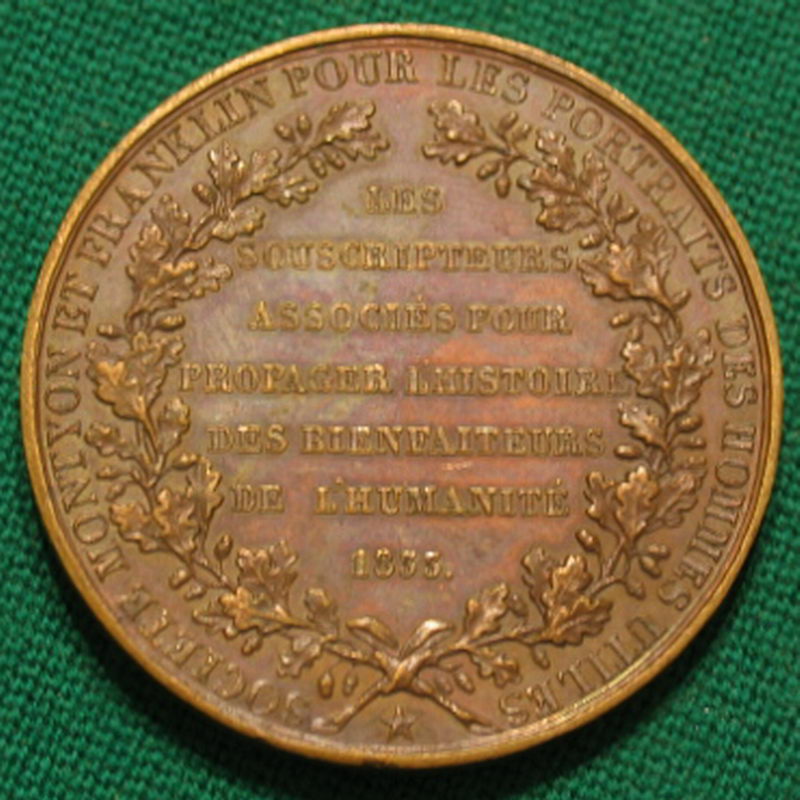 SOCIÉTÉ MONTYON ET FRANKLIN POUR LES PORTRAITS DES HOMMES UTILES
LES
SOUSCRIPTEURS
ASSOCIÉS POUR
PROPAGER L'HISTOIRE
DES BIENFAITEURS
DE L'HUMANITÉ
1833.